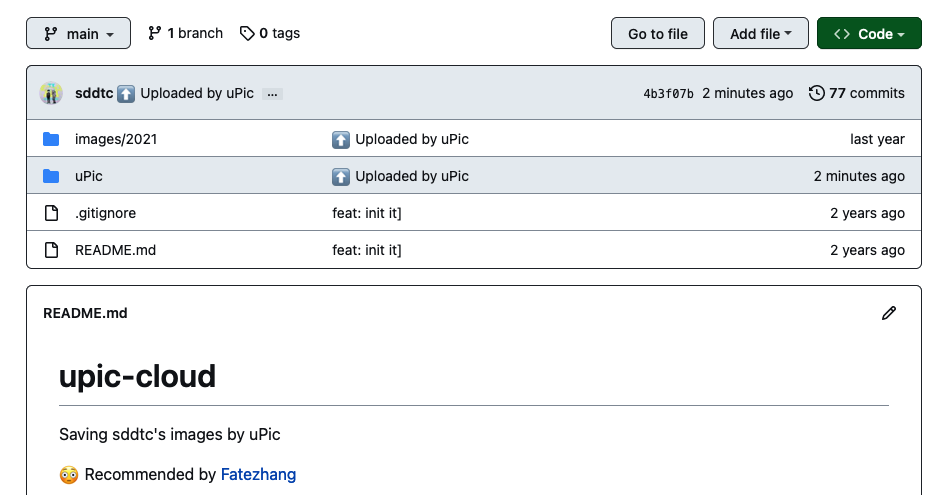 main 1 branch 0 tags Go to file Add file <> Code
sddtc ⬆️ Uploaded by uPic ... 4b3f07b 2 minutes ago 77 commits
images/2021 ⬆️ Uploaded by uPic last year
uPic ⬆️ Uploaded by uPic 2 minutes ago
.gitignore feat: init it] 2 years ago
README.md feat: init it] 2 years ago
README.md
upic-cloud
Saving sddtc's images by uPic
😳 Recommended by Fatezhang